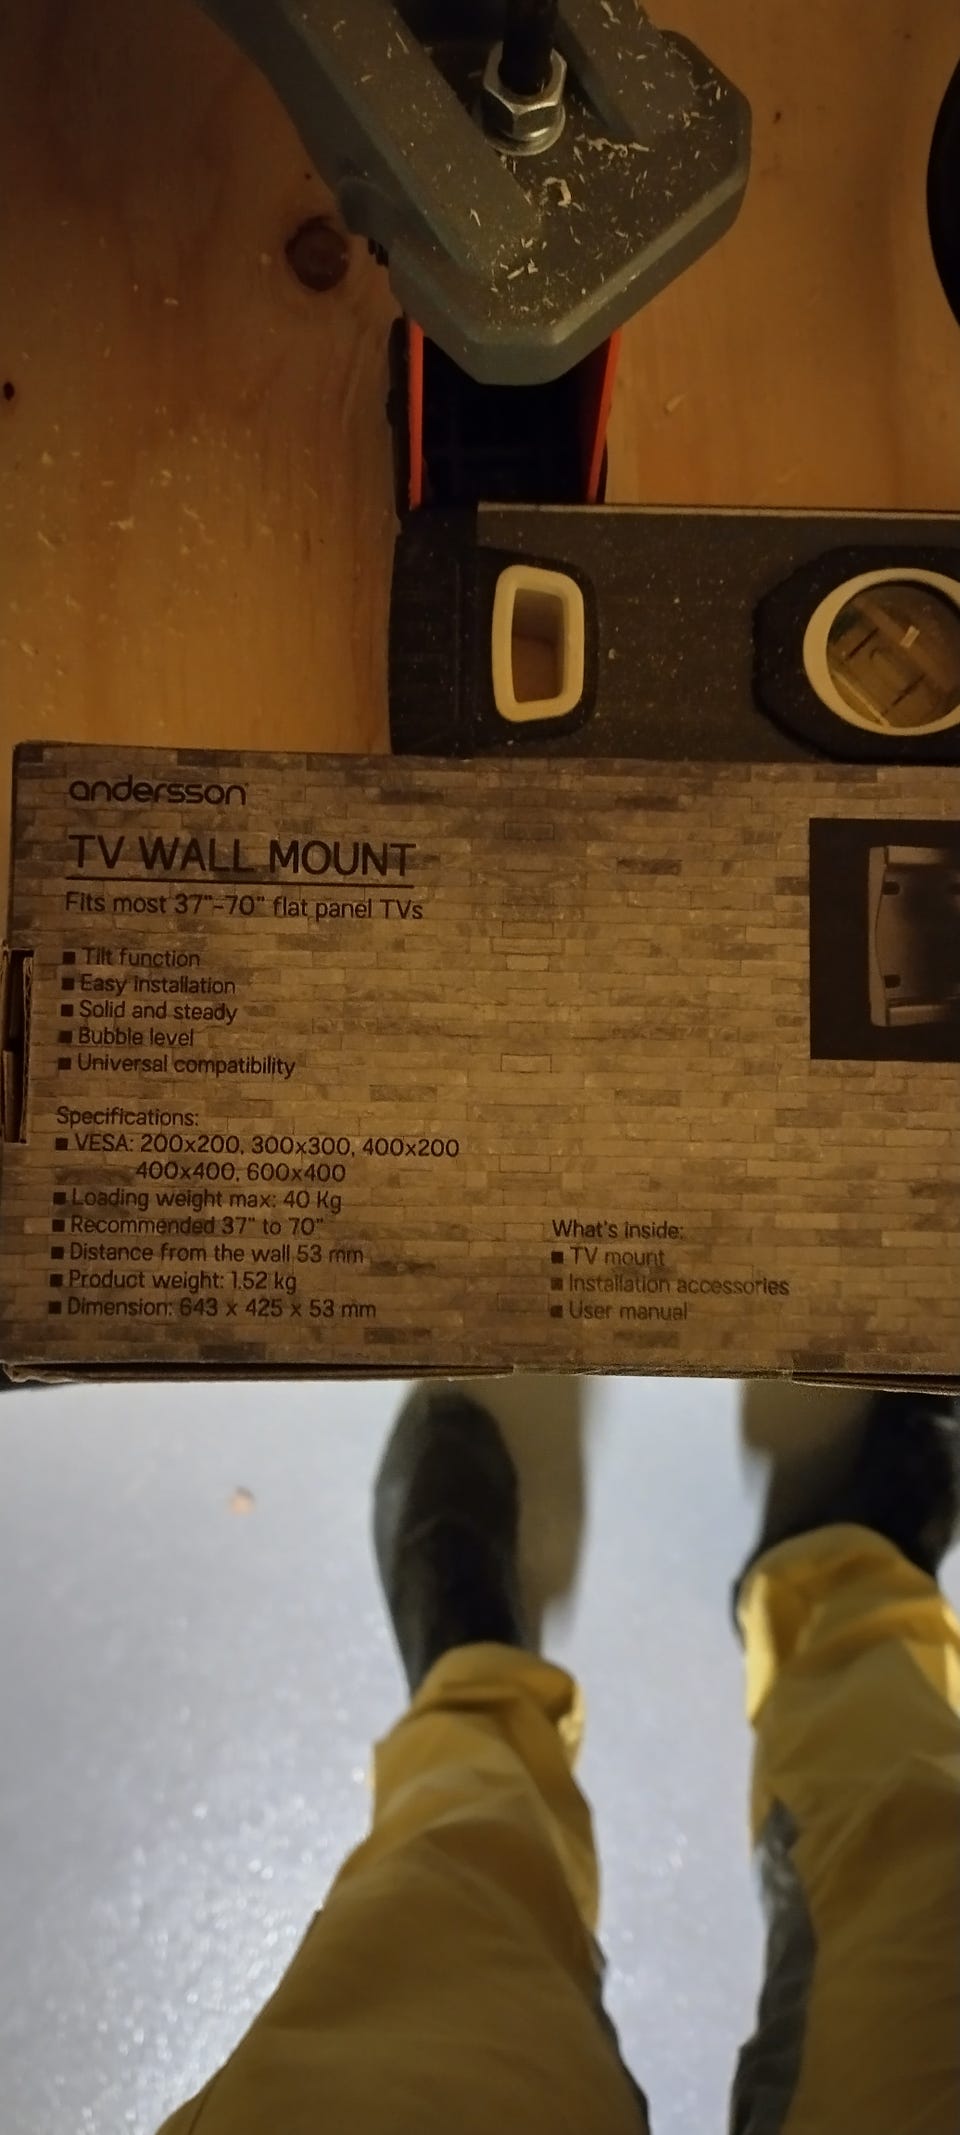 andersson
TV WALL MOUNT
Fits most 37"-70" flat panel TVs
■ Tilt function
■ Easy installation
■ Solid and steady
■ Bubble level
■ Universal compatibility
Specifications:
■ VESA: 200x200, 300x300, 400x200
400x400, 600x400
■ Loading weight max: 40 Kg
■ Recommended 37" to 70"
■ Distance from the wall 53 mm
■ Product weight: 1.52 kg
■ Dimension: 643 x 425 x 53 mm
What's inside:
■ TV mount
■ Installation accessories
■ User manual